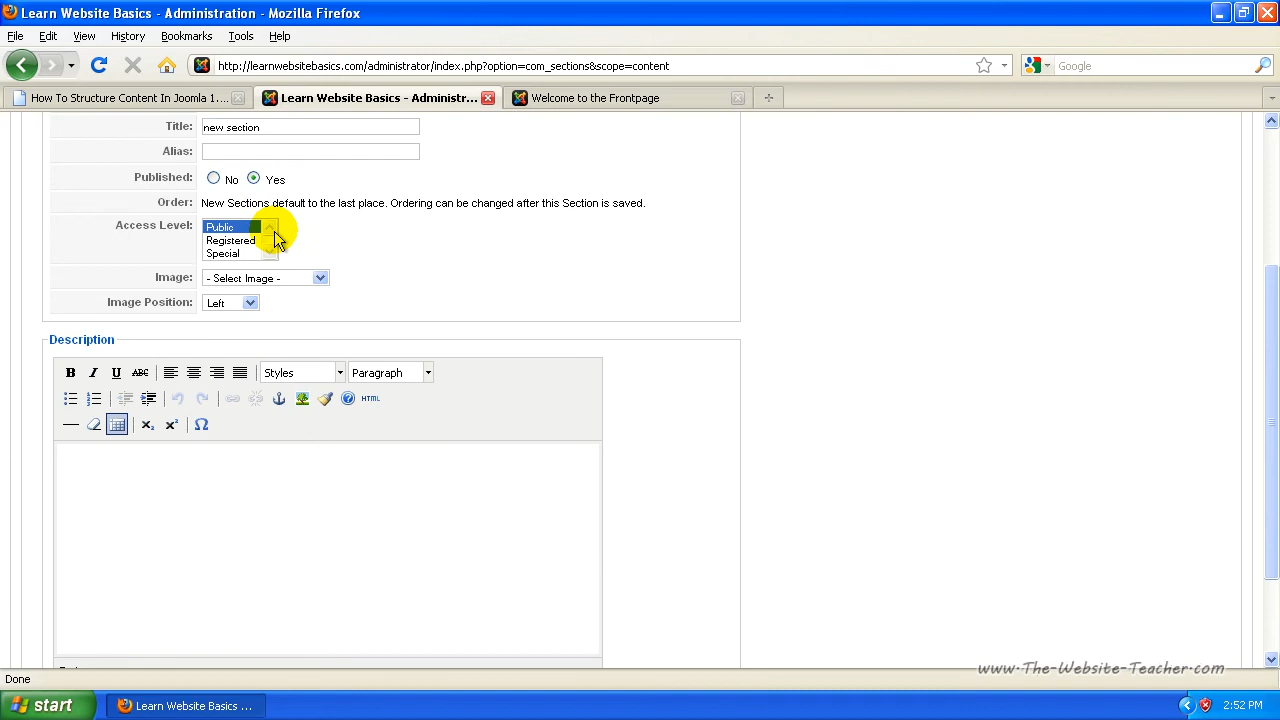 Learn Website Basics - Administration - Mozilla Firefox
File Edit View History Bookmarks Tools Help
http://learnwebsitebasics.com/administrator/index.php?option=com_sections&scope=content
Google
How To Structure Content In Joomla 1....
Learn Website Basics - Administr...
Welcome to the Frontpage
Title: new section
Alias:
Published: No Yes
Order: New Sections default to the last place. Ordering can be changed after this Section is saved.
Access Level: Public
Registered
Special
Image: - Select Image -
Image Position: Left
Description
B I U ABC Styles Paragraph
HTML
x₂ x² Ω
www.The-Website-Teacher.com
Done
start Learn Website Basics ... 2:52 PM